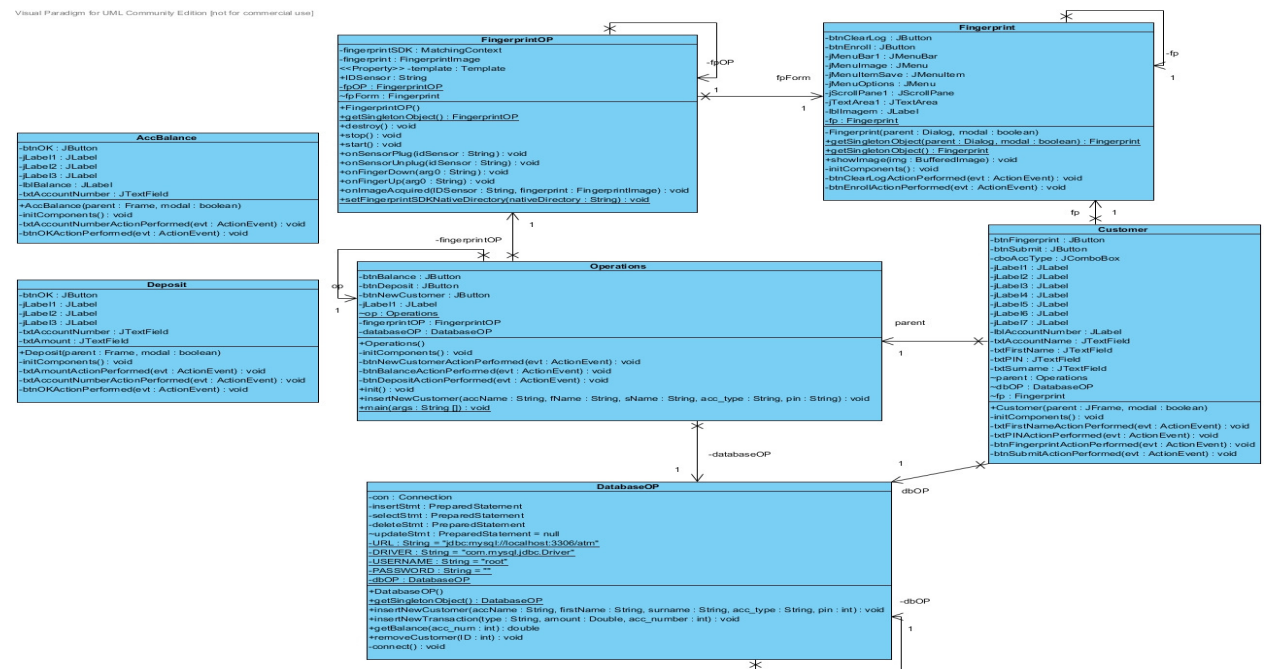 Visual Paradigm for UML Community Edition [not for commercial use]
FingerprintOP
-fingerprintSDK : MatchingContext
-fingerprint : FingerprintImage
<<Property>> -template : Template
+IDSensor : String
-fpOP : FingerprintOP
~fpForm : Fingerprint
+FingerprintOP()
+getSingletonObject() : FingerprintOP
+destroy() : void
+stop() : void
+start() : void
+onSensorPlug(idSensor : String) : void
+onSensorUnplug(idSensor : String) : void
+onFingerDown(arg0 : String) : void
+onFingerUp(arg0 : String) : void
+onImageAcquired(IDSensor : String, fingerprint : FingerprintImage) : void
+setFingerprintSDKNativeDirectory(nativeDirectory : String) : void
-fpOP
1
fpForm
1
Fingerprint
-btnClearLog : JButton
-btnEnroll : JButton
-jMenuBar1 : JMenuBar
-jMenuImage : JMenu
-jMenuItemSave : JMenuItem
-jMenuOptions : JMenu
-jScrollPane1 : JScrollPane
-jTextArea1 : JTextArea
-lblImagem : JLabel
-fp : Fingerprint
-Fingerprint(parent : Dialog, modal : boolean)
+getSingletonObject(parent : Dialog, modal : boolean) : Fingerprint
+getSingletonObject() : Fingerprint
+showImage(img : BufferedImage) : void
-initComponents() : void
-btnClearLogActionPerformed(evt : ActionEvent) : void
-btnEnrollActionPerformed(evt : ActionEvent) : void
-fp
1
AccBalance
-btnOK : JButton
-jLabel1 : JLabel
-jLabel2 : JLabel
-jLabel3 : JLabel
-lblBalance : JLabel
-txtAccountNumber : JTextField
+AccBalance(parent : Frame, modal : boolean)
-initComponents() : void
-txtAccountNumberActionPerformed(evt : ActionEvent) : void
-btnOKActionPerformed(evt : ActionEvent) : void
1
-fingerprintOP
fp
1
Deposit
-btnOK : JButton
-jLabel1 : JLabel
-jLabel2 : JLabel
-jLabel3 : JLabel
-txtAccountNumber : JTextField
-txtAmount : JTextField
+Deposit(parent : Frame, modal : boolean)
-initComponents() : void
-txtAmountActionPerformed(evt : ActionEvent) : void
-txtAccountNumberActionPerformed(evt : ActionEvent) : void
-btnOKActionPerformed(evt : ActionEvent) : void
op
1
Operations
-btnBalance : JButton
-btnDeposit : JButton
-btnNewCustomer : JButton
-jLabel1 : JLabel
~op : Operations
-fingerprintOP : FingerprintOP
-databaseOP : DatabaseOP
+Operations()
-initComponents() : void
-btnNewCustomerActionPerformed(evt : ActionEvent) : void
-btnBalanceActionPerformed(evt : ActionEvent) : void
-btnDepositActionPerformed(evt : ActionEvent) : void
+init() : void
+insertNewCustomer(accName : String, fName : String, sName : String, acc_type : String, pin : String) : void
+main(args : String []) : void
parent
1
Customer
-btnFingerprint : JButton
-btnSubmit : JButton
-cboAccType : JComboBox
-jLabel1 : JLabel
-jLabel2 : JLabel
-jLabel3 : JLabel
-jLabel4 : JLabel
-jLabel5 : JLabel
-jLabel6 : JLabel
-jLabel7 : JLabel
-lblAccountNumber : JLabel
-txtAccountName : JTextField
-txtFirstName : JTextField
-txtPIN : JTextField
-txtSurname : JTextField
~parent : Operations
~dbOP : DatabaseOP
~fp : Fingerprint
+Customer(parent : JFrame, modal : boolean)
-initComponents() : void
-txtFirstNameActionPerformed(evt : ActionEvent) : void
-txtPINActionPerformed(evt : ActionEvent) : void
-btnFingerprintActionPerformed(evt : ActionEvent) : void
-btnSubmitActionPerformed(evt : ActionEvent) : void
-databaseOP
1
1
dbOP
DatabaseOP
-con : Connection
-insertStmt : PreparedStatement
-selectStmt : PreparedStatement
-deleteStmt : PreparedStatement
~updateStmt : PreparedStatement = null
-URL : String = "jdbc:mysql://localhost:3306/atm"
-DRIVER : String = "com.mysql.jdbc.Driver"
-USERNAME : String = "root"
-PASSWORD : String = ""
-dbOP : DatabaseOP
+DatabaseOP()
+getSingletonObject() : DatabaseOP
+insertNewCustomer(accName : String, firstName : String, surname : String, acc_type : String, pin : int) : void
+insertNewTransaction(type : String, amount : Double, acc_number : int) : void
+getBalance(acc_num : int) : double
+removeCustomer(ID : int) : void
-connect() : void
-dbOP
1